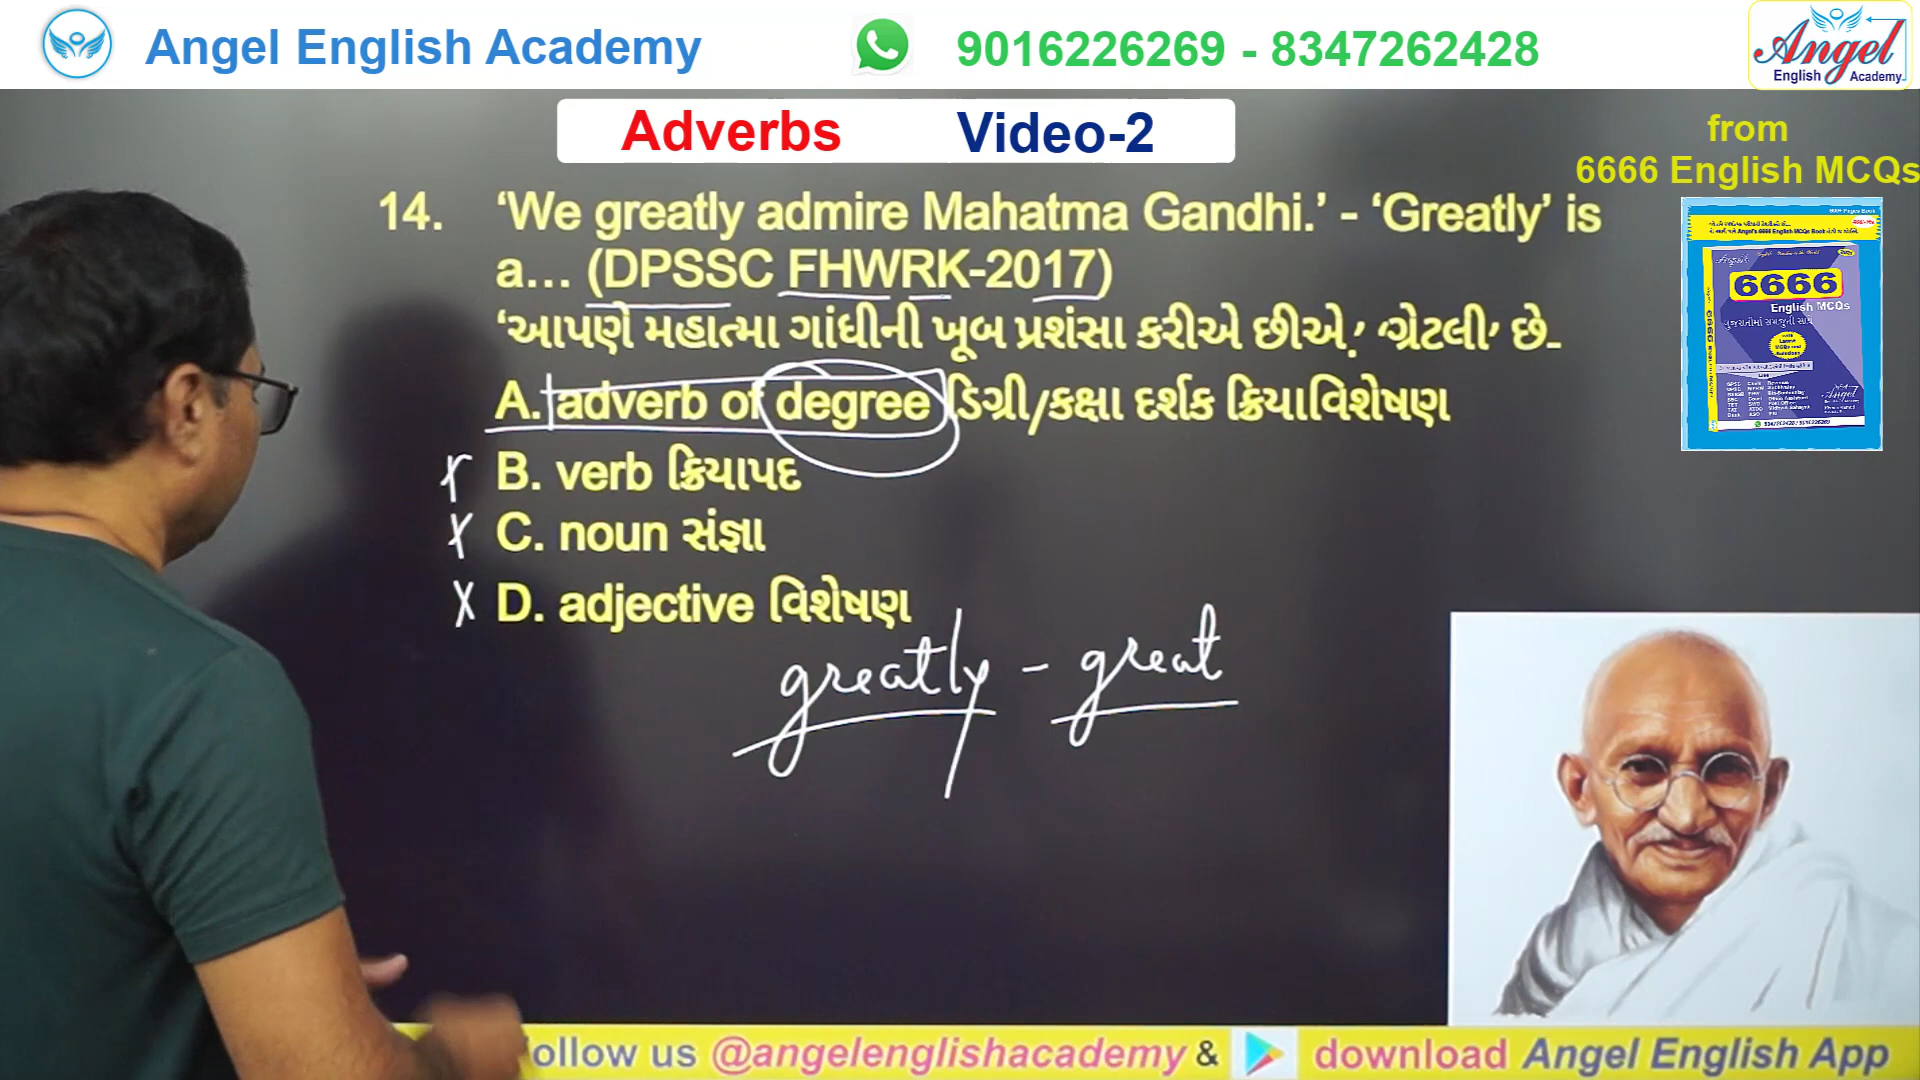 Angel English Academy
9016226269 - 8347262428
Angel
English Academy
Adverbs Video-2
from
6666 English MCQs
14. ‘We greatly admire Mahatma Gandhi.’ - ‘Greatly’ is
a... (DPSSC FHWRK-2017)
‘આપણે મહાત્મા ગાંધીની ખૂબ પ્રશંસા કરીએ છીએ.’ ‘ગ્રેટલી’ છે-
A. adverb of degree ડિગ્રી/કક્ષા દર્શક ક્રિયાવિશેષણ
B. verb ક્રિયાપદ
C. noun સંજ્ઞા
D. adjective વિશેષણ
greatly - great
6666
English MCQs
ollow us @angelenglishacademy & download Angel English App